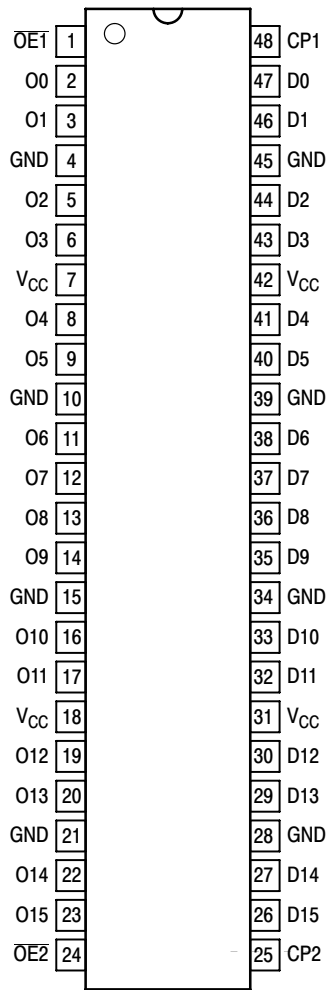 O̅E̅1̅ 1 48 CP1
O0 2 47 D0
O1 3 46 D1
GND 4 45 GND
O2 5 44 D2
O3 6 43 D3
VCC 7 42 VCC
O4 8 41 D4
O5 9 40 D5
GND 10 39 GND
O6 11 38 D6
O7 12 37 D7
O8 13 36 D8
O9 14 35 D9
GND 15 34 GND
O10 16 33 D10
O11 17 32 D11
VCC 18 31 VCC
O12 19 30 D12
O13 20 29 D13
GND 21 28 GND
O14 22 27 D14
O15 23 26 D15
O̅E̅2̅ 24 25 CP2